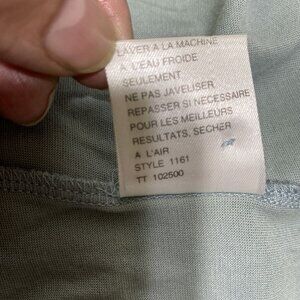 LAVER A LA MACHINE
A L'EAU FROIDE
SEULEMENT
NE PAS JAVELISER
REPASSER SI NECESSAIRE
POUR LES MEILLEURS
RESULTATS, SECHER
A L'AIR
STYLE 1161
TT 102500